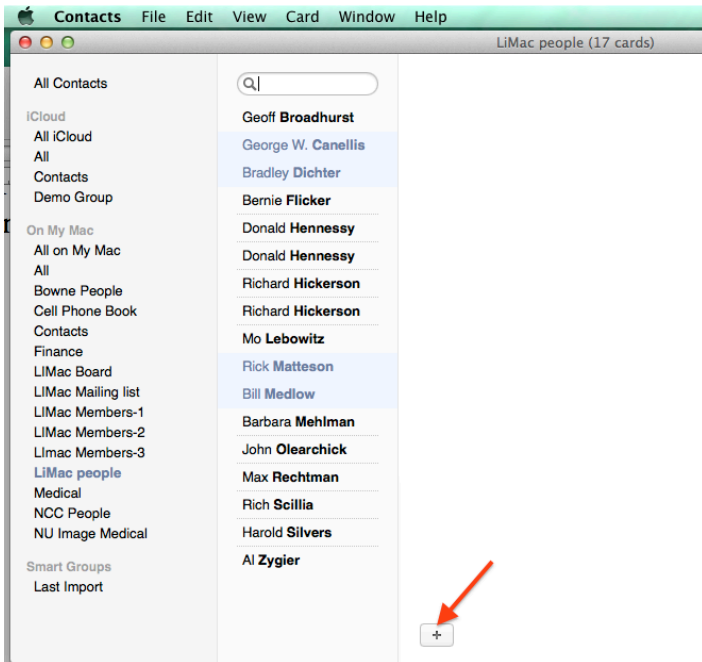 Contacts File Edit View Card Window Help
LiMac people (17 cards)
All Contacts
iCloud
All iCloud
All
Contacts
Demo Group
On My Mac
All on My Mac
All
Bowne People
Cell Phone Book
Contacts
Finance
LIMac Board
LIMac Mailing list
LIMac Members-1
LIMac Members-2
LImac Members-3
LiMac people
Medical
NCC People
NU Image Medical
Smart Groups
Last Import
Geoff Broadhurst
George W. Canellis
Bradley Dichter
Bernie Flicker
Donald Hennessy
Donald Hennessy
Richard Hickerson
Richard Hickerson
Mo Lebowitz
Rick Matteson
Bill Medlow
Barbara Mehlman
John Olearchick
Max Rechtman
Rich Scillia
Harold Silvers
Al Zygier
+